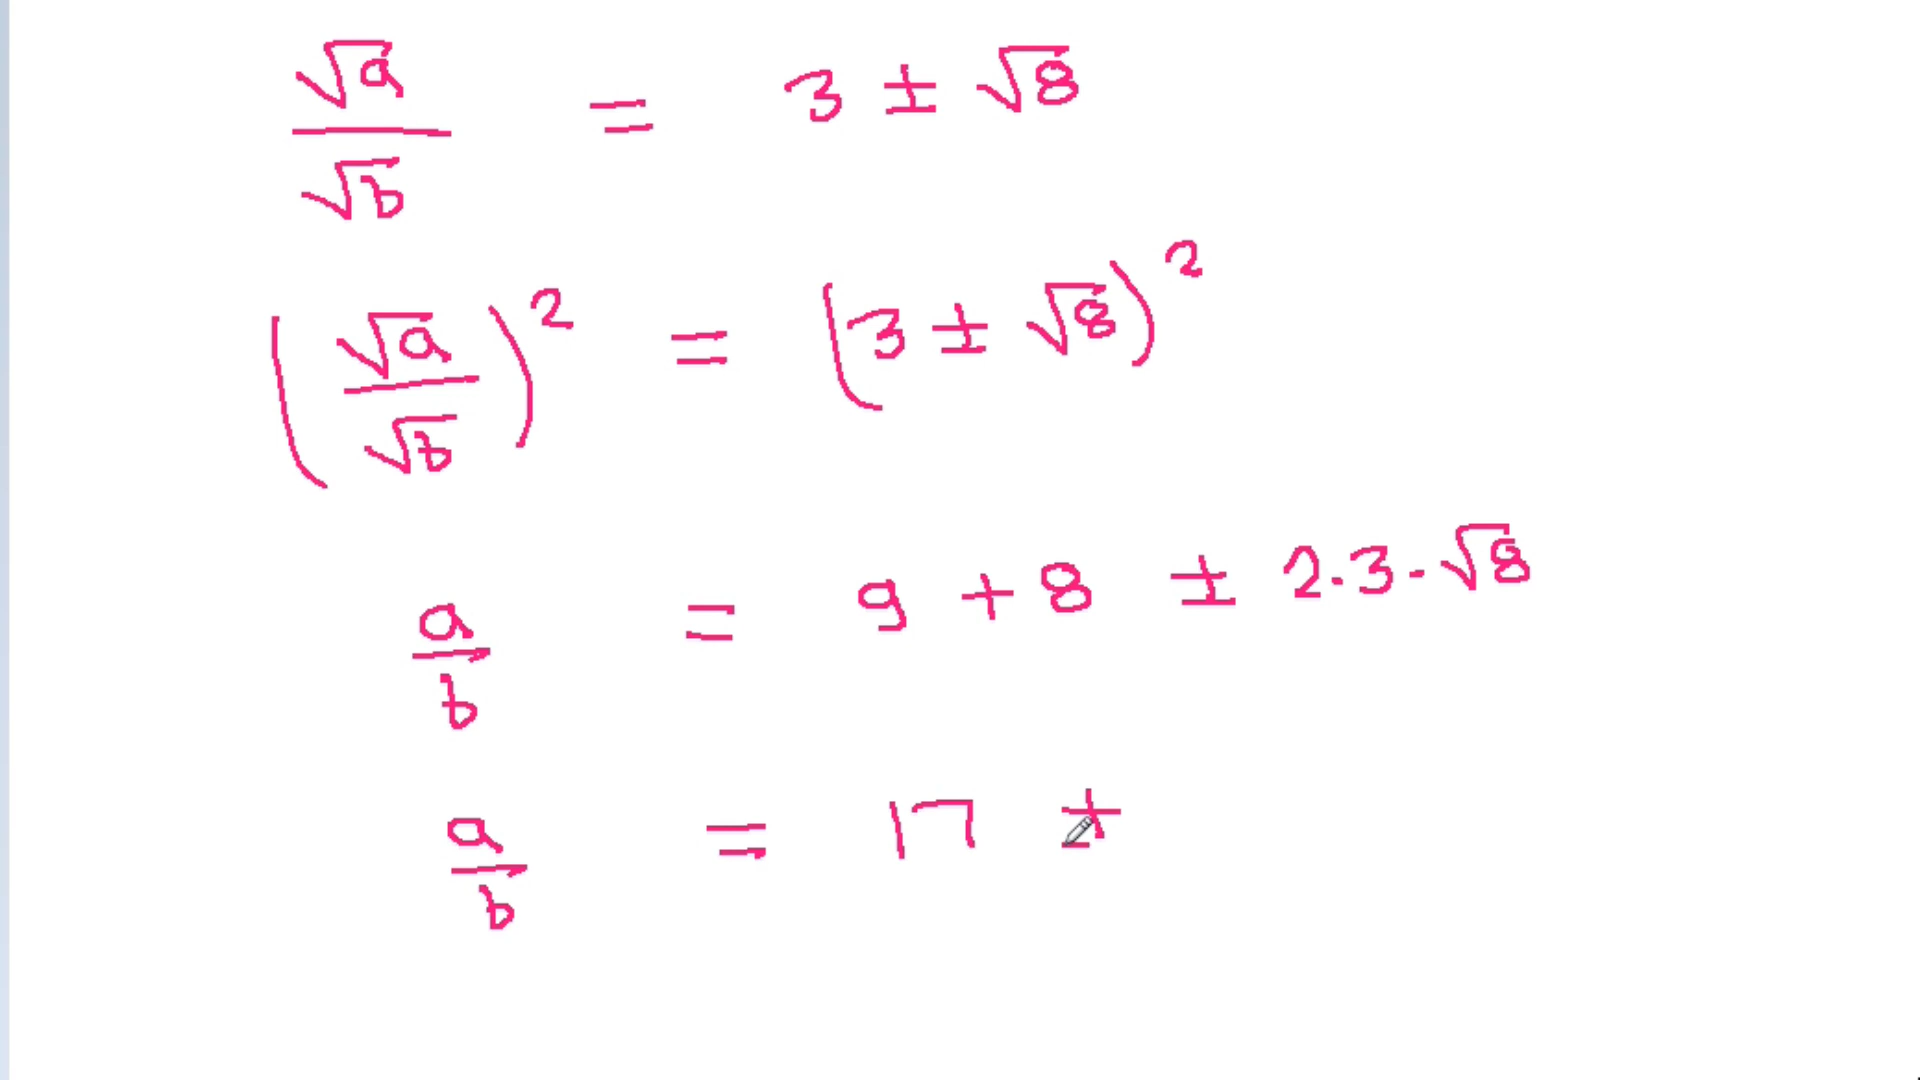 √a/√b = 3 ± √8
(√a/√b)² = (3 ± √8)²
a/b = 9 + 8 ± 2.3.√8
a/b = 17 ±